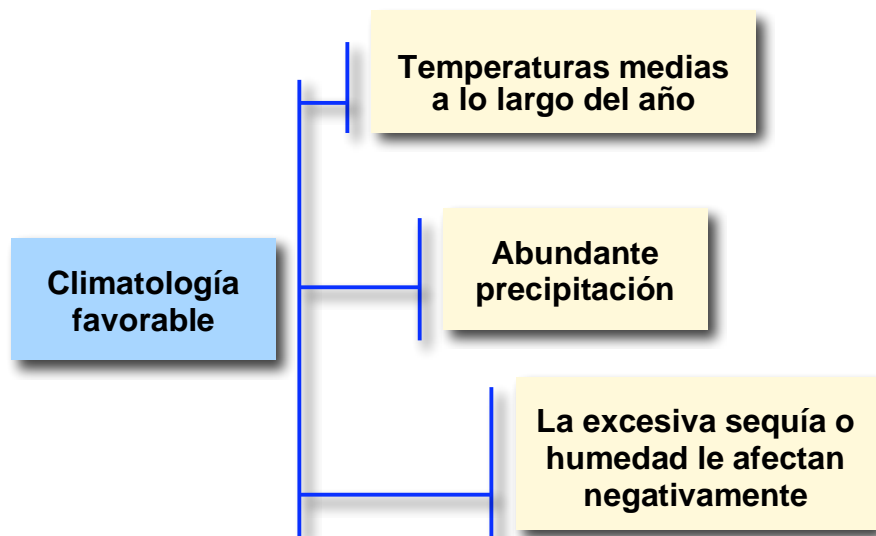 Temperaturas medias
a lo largo del año
Abundante
precipitación
Climatología
favorable
La excesiva sequía o
humedad le afectan
negativamente